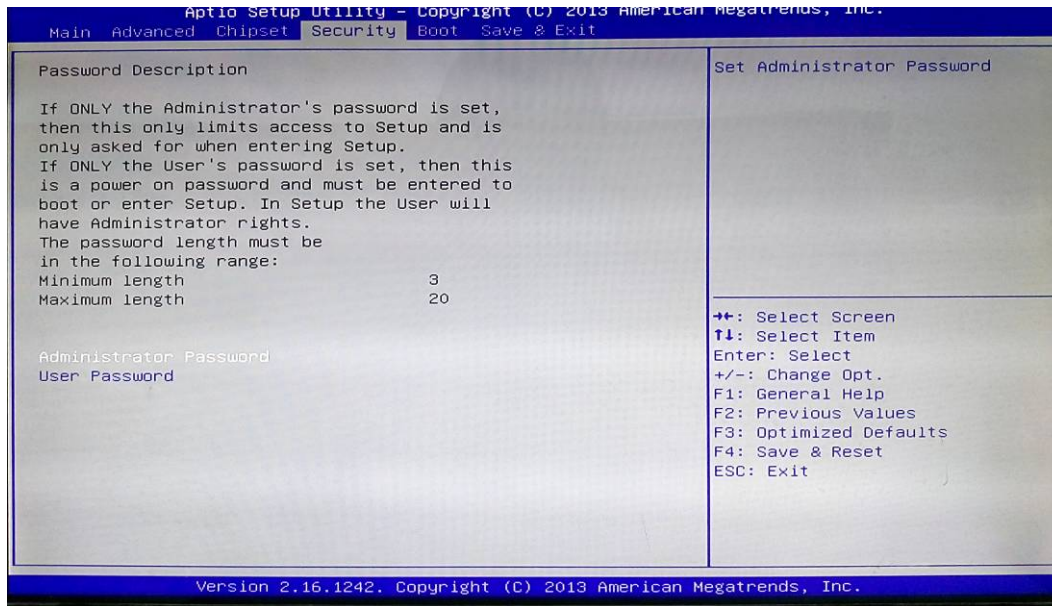 Aptio Setup Utility – Copyright (C) 2013 American Megatrends, Inc.
Main Advanced Chipset Security Boot Save & Exit
Password Description
If ONLY the Administrator's password is set,
then this only limits access to Setup and is
only asked for when entering Setup.
If ONLY the User's password is set, then this
is a power on password and must be entered to
boot or enter Setup. In Setup the User will
have Administrator rights.
The password length must be
in the following range:
Minimum length 3
Maximum length 20
Administrator Password
User Password
Set Administrator Password
→←: Select Screen
↑↓: Select Item
Enter: Select
+/-: Change Opt.
F1: General Help
F2: Previous Values
F3: Optimized Defaults
F4: Save & Reset
ESC: Exit
Version 2.16.1242. Copyright (C) 2013 American Megatrends, Inc.